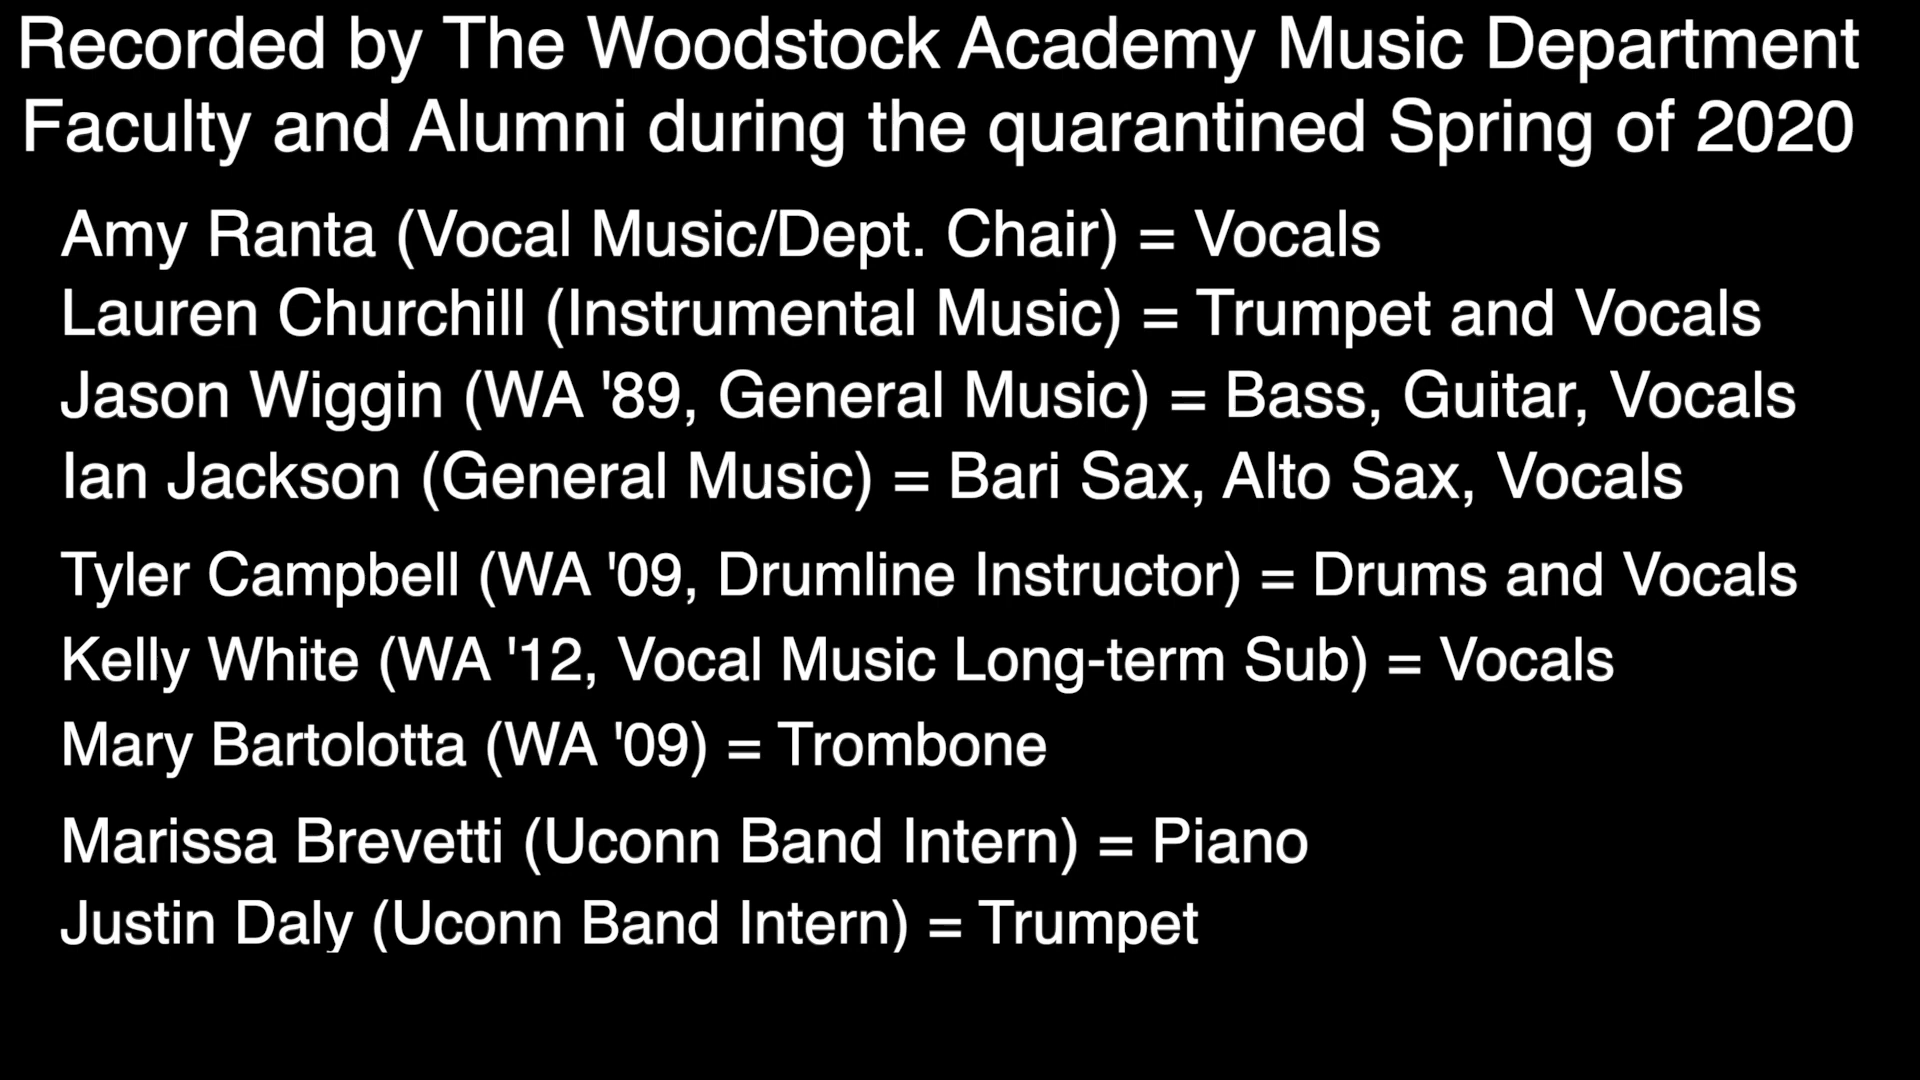 Recorded by The Woodstock Academy Music Department
Faculty and Alumni during the quarantined Spring of 2020
Amy Ranta (Vocal Music/Dept. Chair) = Vocals
Lauren Churchill (Instrumental Music) = Trumpet and Vocals
Jason Wiggin (WA '89, General Music) = Bass, Guitar, Vocals
Ian Jackson (General Music) = Bari Sax, Alto Sax, Vocals
Tyler Campbell (WA '09, Drumline Instructor) = Drums and Vocals
Kelly White (WA '12, Vocal Music Long-term Sub) = Vocals
Mary Bartolotta (WA '09) = Trombone
Marissa Brevetti (Uconn Band Intern) = Piano
Justin Daly (Uconn Band Intern) = Trumpet